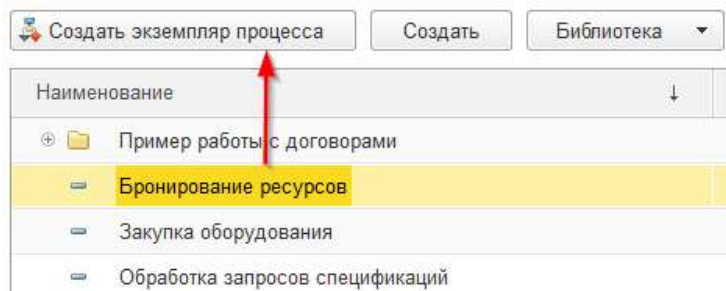 Создать экземпляр процесса Создать Библиотека
Наименование
Пример работы с договорами
Бронирование ресурсов
Закупка оборудования
Обработка запросов спецификаций